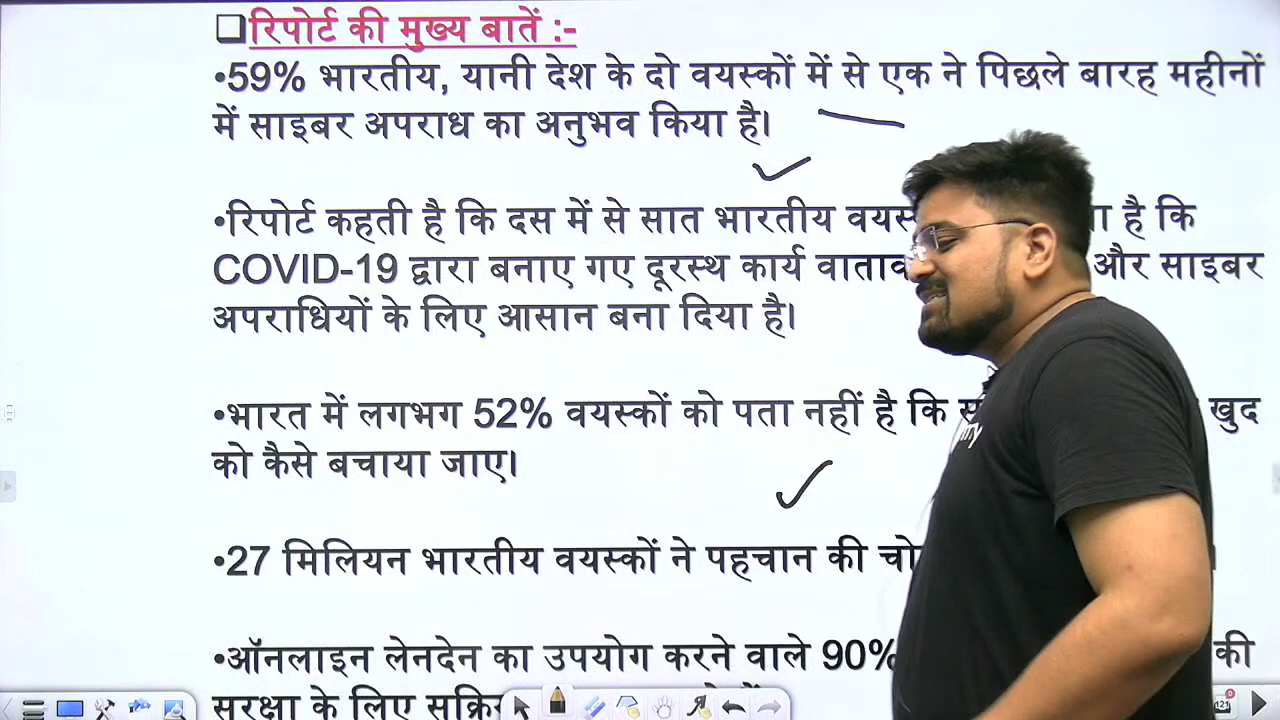 रिपोर्ट की मुख्य बातें :-
•59% भारतीय, यानी देश के दो वयस्कों में से एक ने पिछले बारह महीनों
में साइबर अपराध का अनुभव किया है।
•रिपोर्ट कहती है कि दस में से सात भारतीय है कि
COVID-19 द्वारा बनाए गए दूरस्थ कार्य और साइबर
अपराधियों के लिए आसान बना दिया है।
•भारत में लगभग 52% वयस्कों को पता नहीं है कि खुद
को कैसे बचाया जाए।
•27 मिलियन भारतीय वयस्कों ने पहचान की
•ऑनलाइन लेनदेन का उपयोग करने वाले 90% की
सुरक्षा के लिए